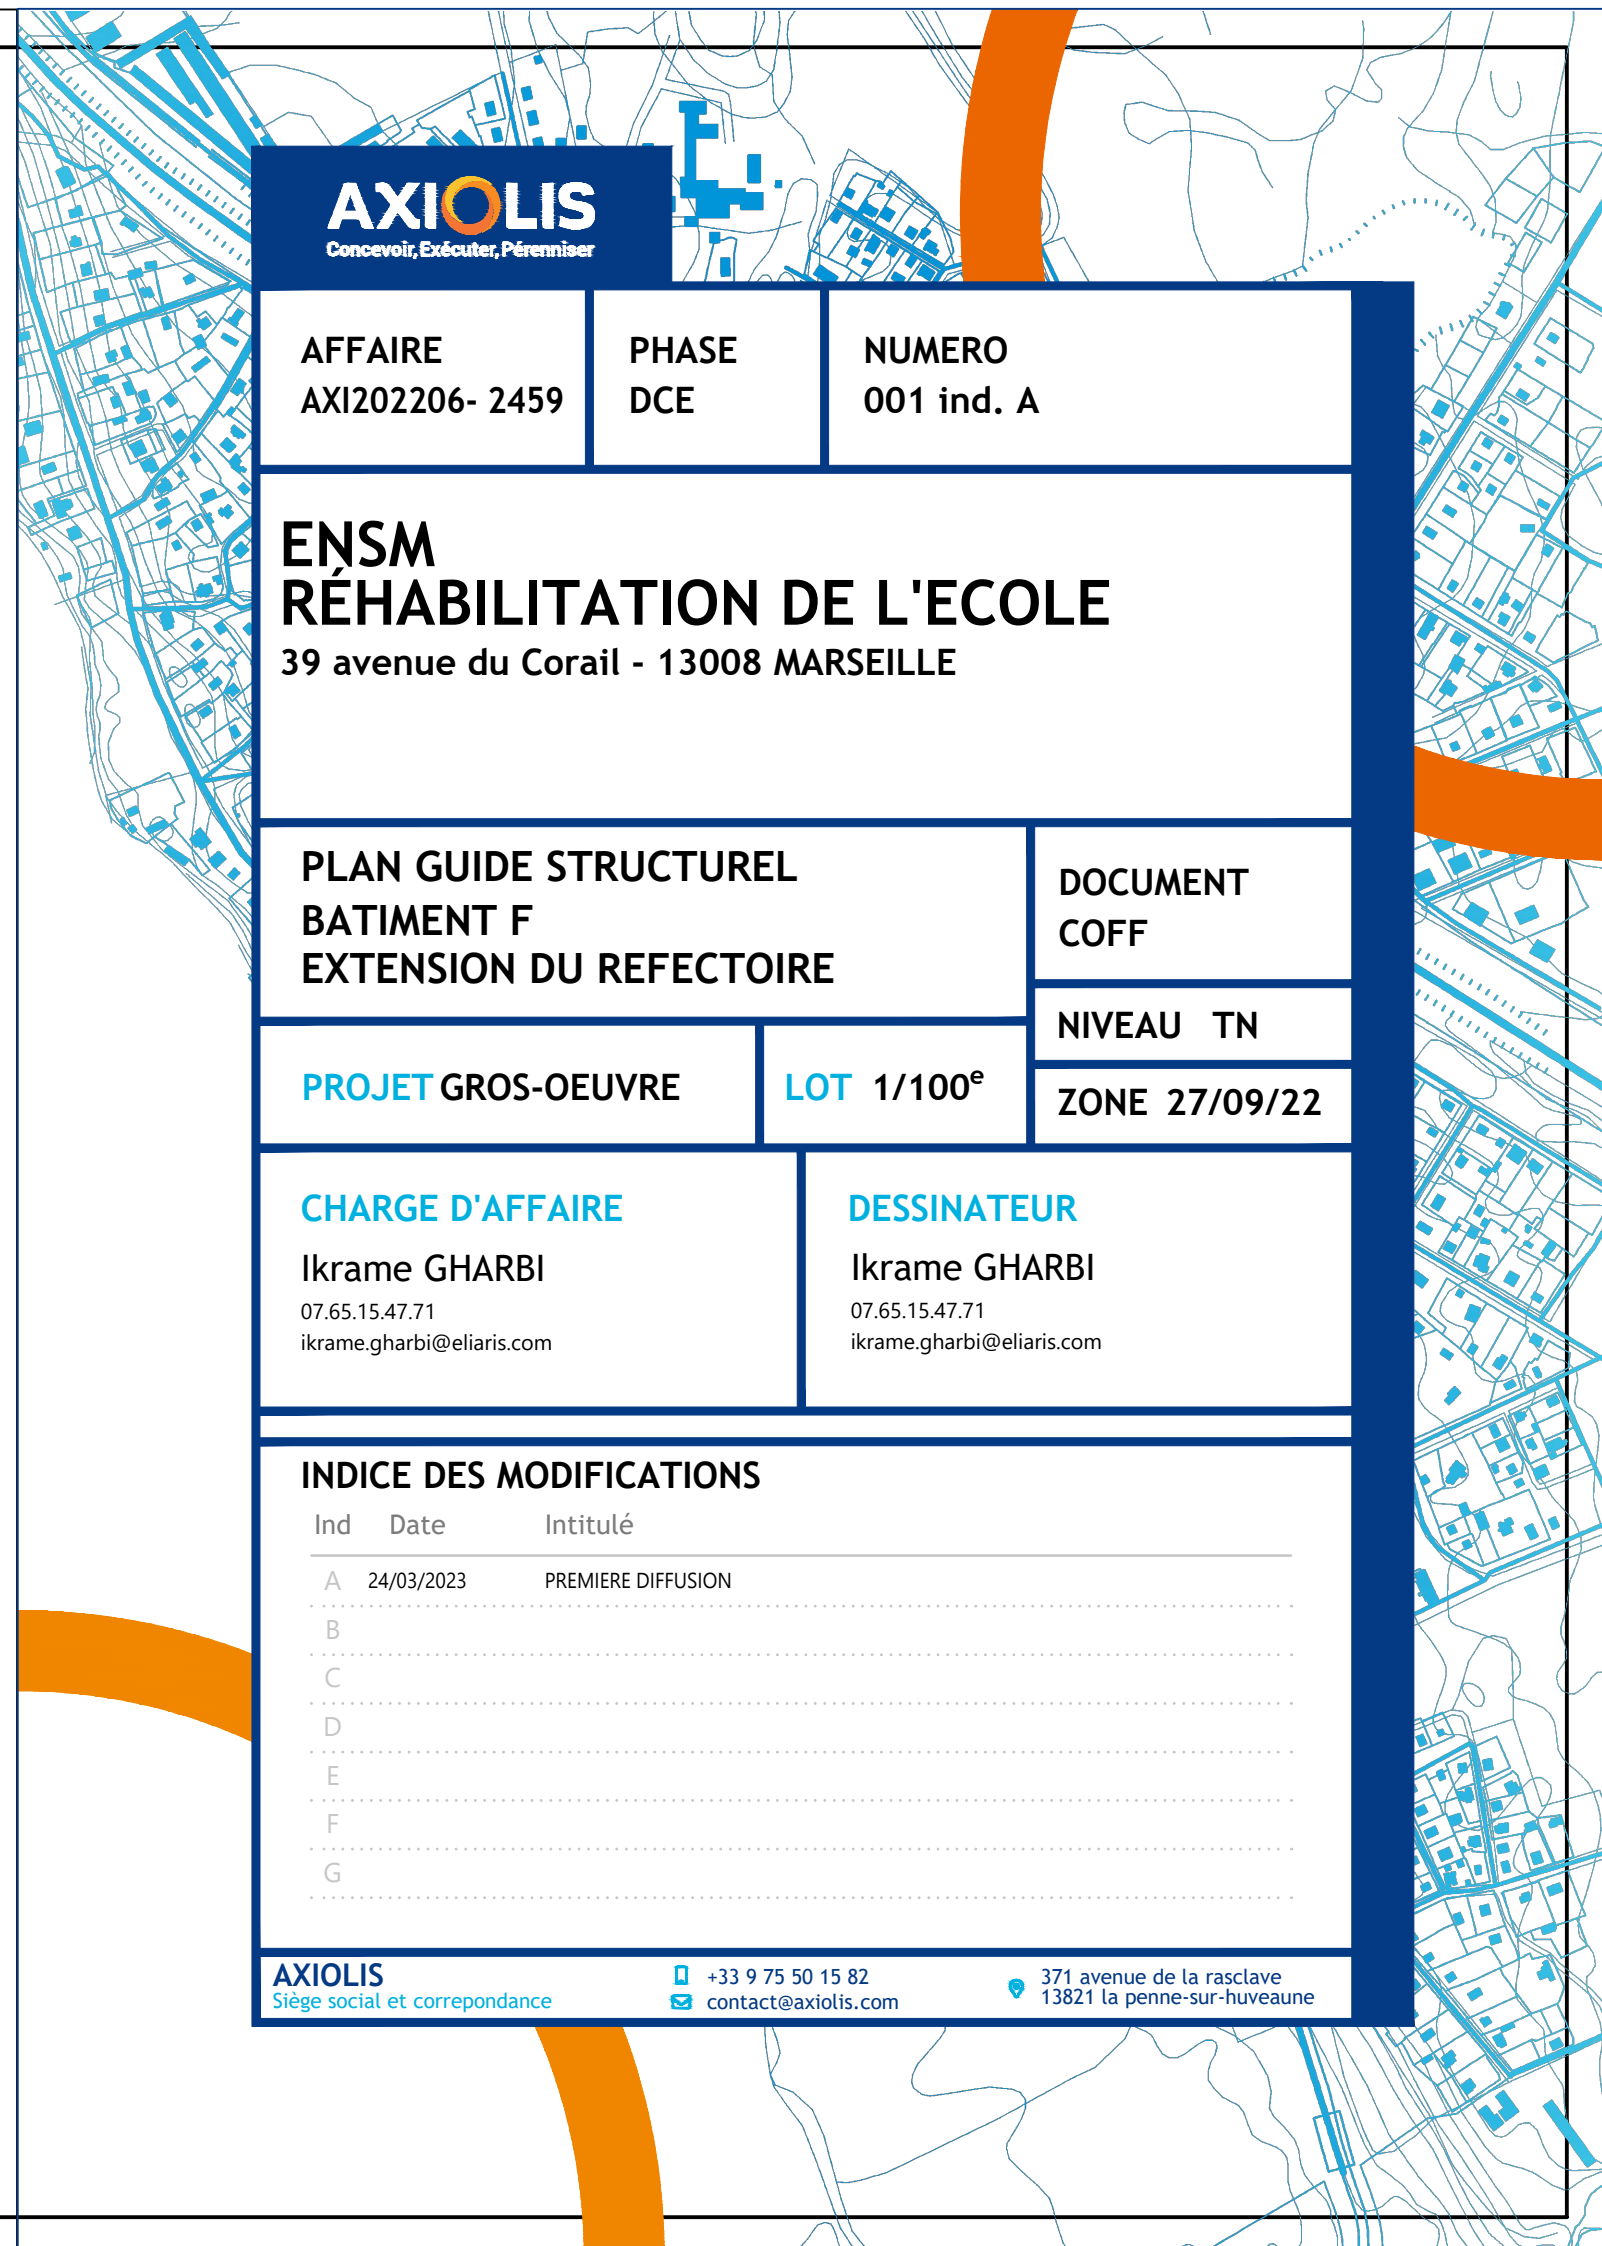 AXIOLIS
Concevoir, Exécuter, Pérenniser
AFFAIRE
AXI202206- 2459
PHASE
DCE
NUMERO
001 ind. A
ENSM
RÉHABILITATION DE L'ECOLE
39 avenue du Corail - 13008 MARSEILLE
PLAN GUIDE STRUCTUREL
BATIMENT F
EXTENSION DU REFECTOIRE
DOCUMENT
COFF
NIVEAU TN
ZONE 27/09/22
PROJET GROS-OEUVRE
LOT 1/100e
CHARGE D'AFFAIRE
Ikrame GHARBI
07.65.15.47.71
ikrame.gharbi@eliaris.com
DESSINATEUR
Ikrame GHARBI
07.65.15.47.71
ikrame.gharbi@eliaris.com
INDICE DES MODIFICATIONS
Ind Date Intitulé
A 24/03/2023 PREMIERE DIFFUSION
B
C
D
E
F
G
AXIOLIS
Siège social et correpondance
+33 9 75 50 15 82
contact@axiolis.com
371 avenue de la rasclave
13821 la penne-sur-huveaune